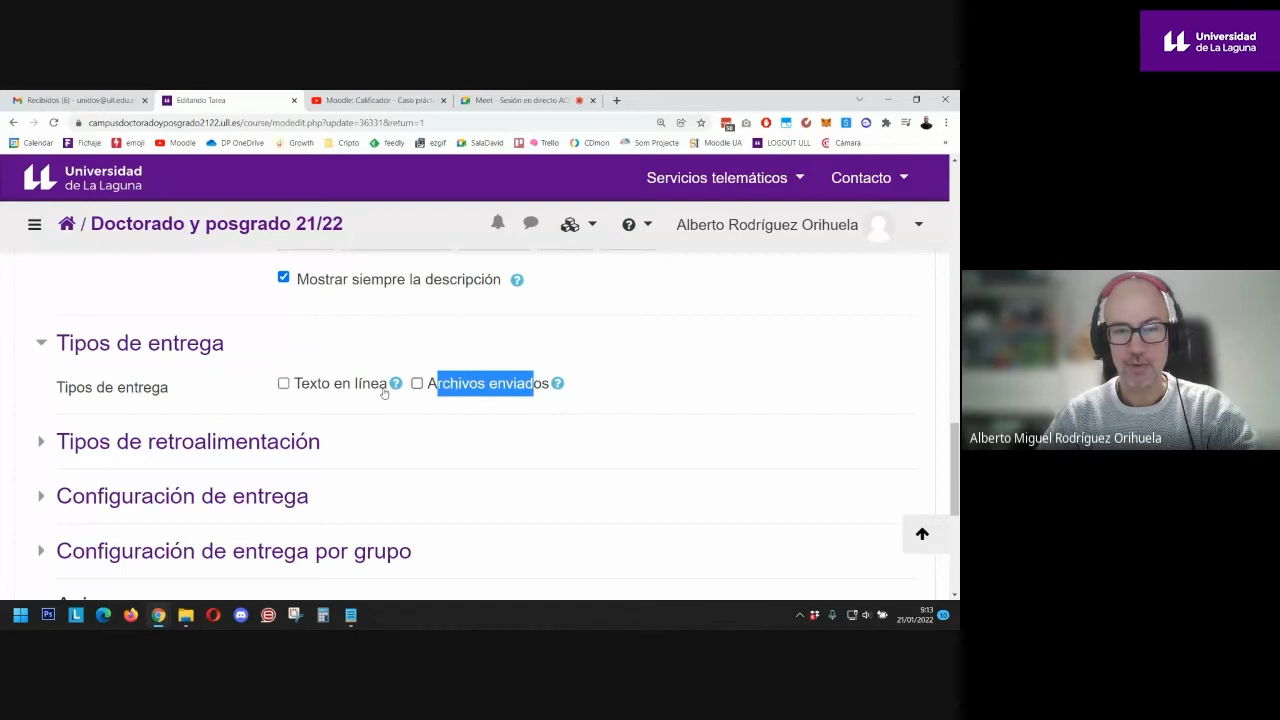 Universidad
de La Laguna
Recibidos (6) - unidov@ull.edu.e
Editando Tarea
Moodle: Calificador - Caso práct
Meet - Sesión en directo AC
campusdoctoradoyposgrado2122.ull.es/course/modedit.php?update=36331&return=1
Calendar
Fichaje
emoji
Moodle
DP OneDrive
Growth
Cripto
feedly
ezgif
SalaDavid
Trello
CDmon
Som Projecte
Moodle UA
LOGOUT ULL
Cámara
Universidad
de La Laguna
Servicios telemáticos
Contacto
/ Doctorado y posgrado 21/22
Alberto Rodríguez Orihuela
Mostrar siempre la descripción
Tipos de entrega
Tipos de entrega
Texto en línea
Archivos enviados
Tipos de retroalimentación
Configuración de entrega
Configuración de entrega por grupo
9:13
21/01/2022
10
Alberto Miguel Rodríguez Orihuela